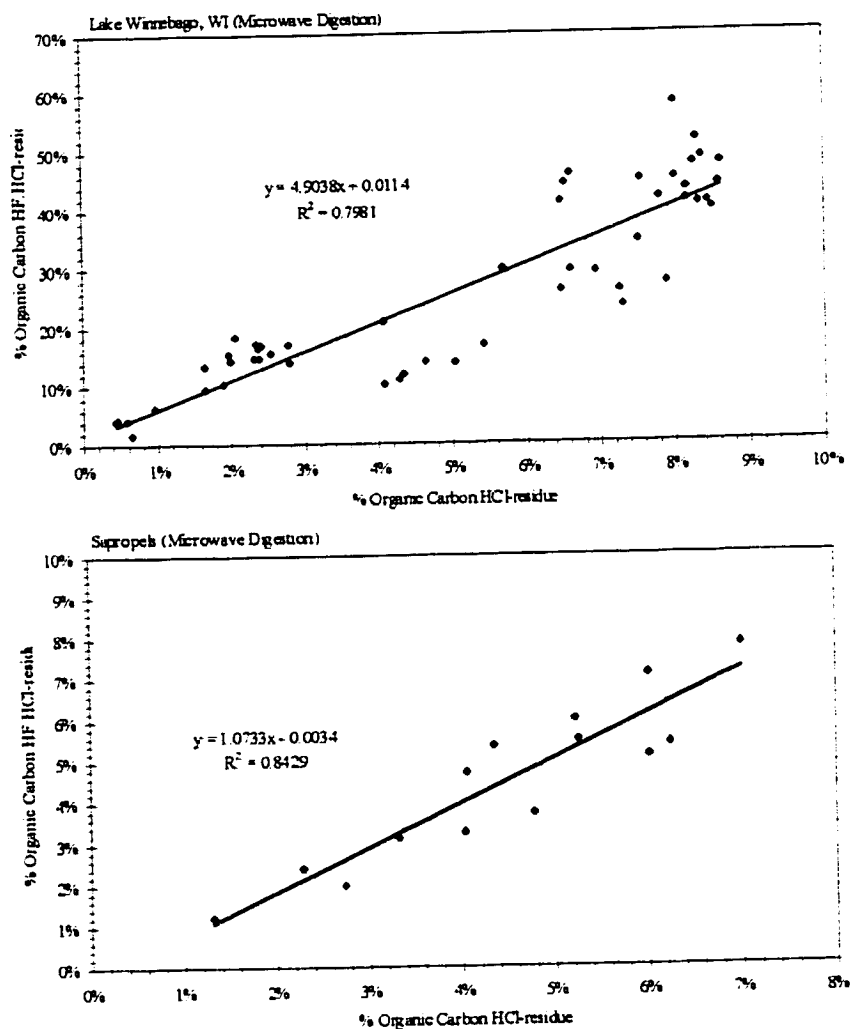 Lake Winnebago, WI (Microwave Digestion)
70%
60%
50%
40%
30%
20%
10%
0%
% Organic Carbon HF.HCl-resid
y = 4.9038x + 0.0114
R² = 0.7981
0% 1% 2% 3% 4% 5% 6% 7% 8% 9% 10%
% Organic Carbon HCl-residue
Sapropels (Microwave Digestion)
10%
9%
8%
7%
6%
5%
4%
3%
2%
1%
0%
% Organic Carbon HF HCl-residu
y = 1.0733x - 0.0034
R² = 0.8429
0% 1% 2% 3% 4% 5% 6% 7% 8%
% Organic Carbon HCl-residue